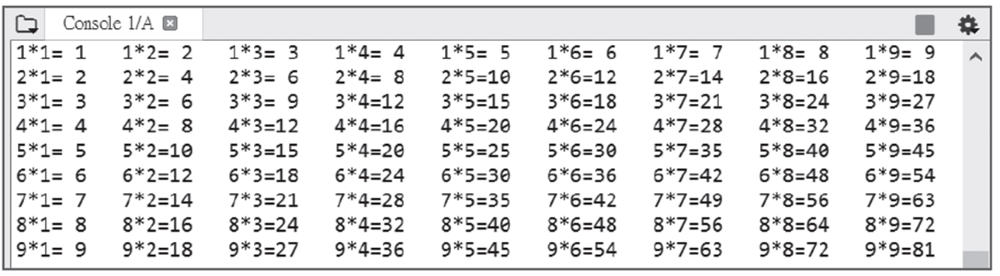 Console 1/A
1*1= 1   1*2= 2   1*3= 3   1*4= 4   1*5= 5   1*6= 6   1*7= 7   1*8= 8   1*9= 9
2*1= 2   2*2= 4   2*3= 6   2*4= 8   2*5=10   2*6=12   2*7=14   2*8=16   2*9=18
3*1= 3   3*2= 6   3*3= 9   3*4=12   3*5=15   3*6=18   3*7=21   3*8=24   3*9=27
4*1= 4   4*2= 8   4*3=12   4*4=16   4*5=20   4*6=24   4*7=28   4*8=32   4*9=36
5*1= 5   5*2=10   5*3=15   5*4=20   5*5=25   5*6=30   5*7=35   5*8=40   5*9=45
6*1= 6   6*2=12   6*3=18   6*4=24   6*5=30   6*6=36   6*7=42   6*8=48   6*9=54
7*1= 7   7*2=14   7*3=21   7*4=28   7*5=35   7*6=42   7*7=49   7*8=56   7*9=63
8*1= 8   8*2=16   8*3=24   8*4=32   8*5=40   8*6=48   8*7=56   8*8=64   8*9=72
9*1= 9   9*2=18   9*3=27   9*4=36   9*5=45   9*6=54   9*7=63   9*8=72   9*9=81